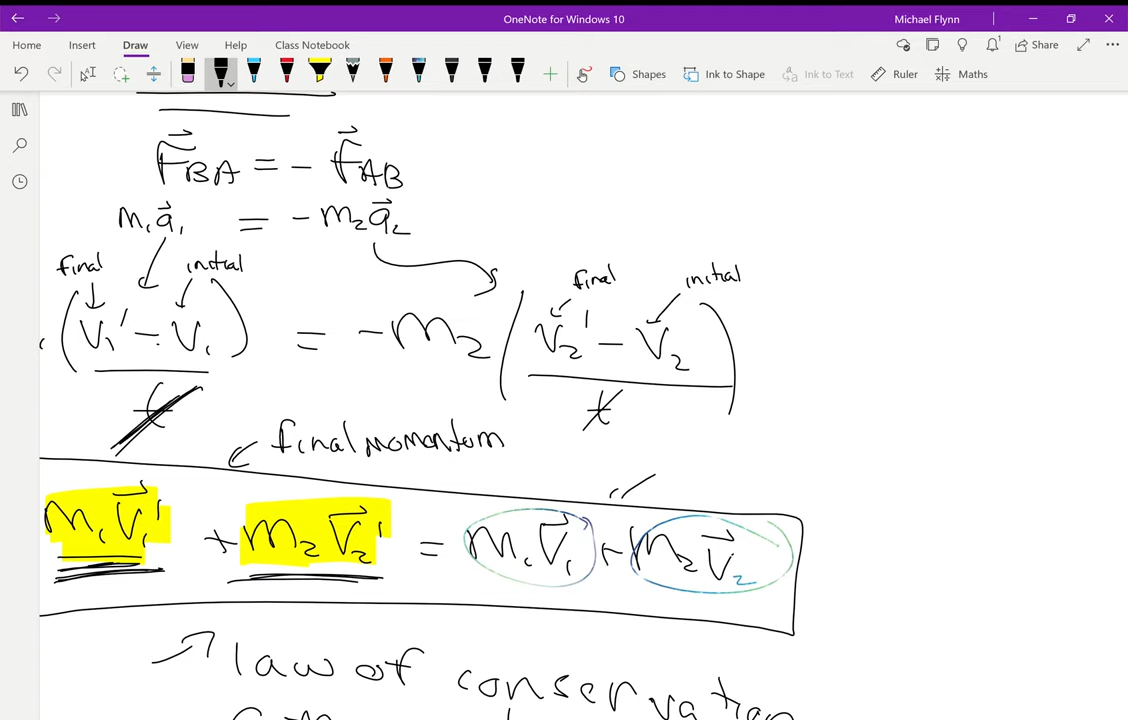 OneNote for Windows 10
Michael Flynn
Home Insert Draw View Help Class Notebook
Share
Shapes Ink to Shape Ink to Text Ruler Maths
F⃗BA = - F⃗AB
m₁a⃗₁ = -m₂a⃗₂
final initial final initial
(V₁' - V₁) = -m₂ (V₂' - V₂)
t t
final momentum
m₁V⃗₁' + m₂V⃗₂' = m₁V⃗₁ + m₂V⃗₂
law of conservation